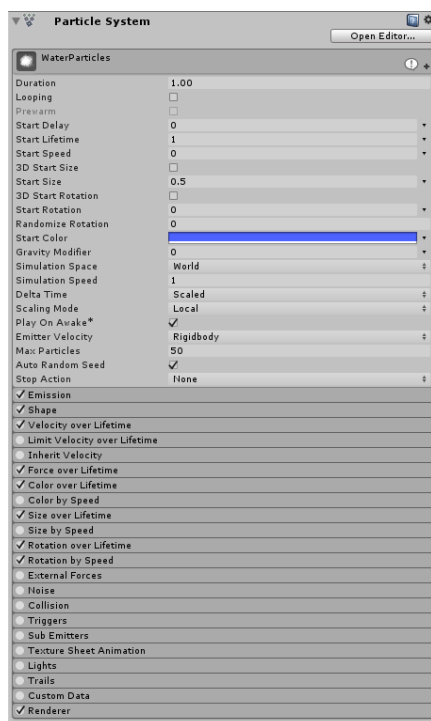 Particle System
Open Editor...
WaterParticles
Duration 1.00
Looping
Prewarm
Start Delay 0
Start Lifetime 1
Start Speed 0
3D Start Size
Start Size 0.5
3D Start Rotation
Start Rotation 0
Randomize Rotation 0
Start Color
Gravity Modifier 0
Simulation Space World
Simulation Speed 1
Delta Time Scaled
Scaling Mode Local
Play On Awake*
Emitter Velocity Rigidbody
Max Particles 50
Auto Random Seed
Stop Action None
Emission
Shape
Velocity over Lifetime
Limit Velocity over Lifetime
Inherit Velocity
Force over Lifetime
Color over Lifetime
Color by Speed
Size over Lifetime
Size by Speed
Rotation over Lifetime
Rotation by Speed
External Forces
Noise
Collision
Triggers
Sub Emitters
Texture Sheet Animation
Lights
Trails
Custom Data
Renderer